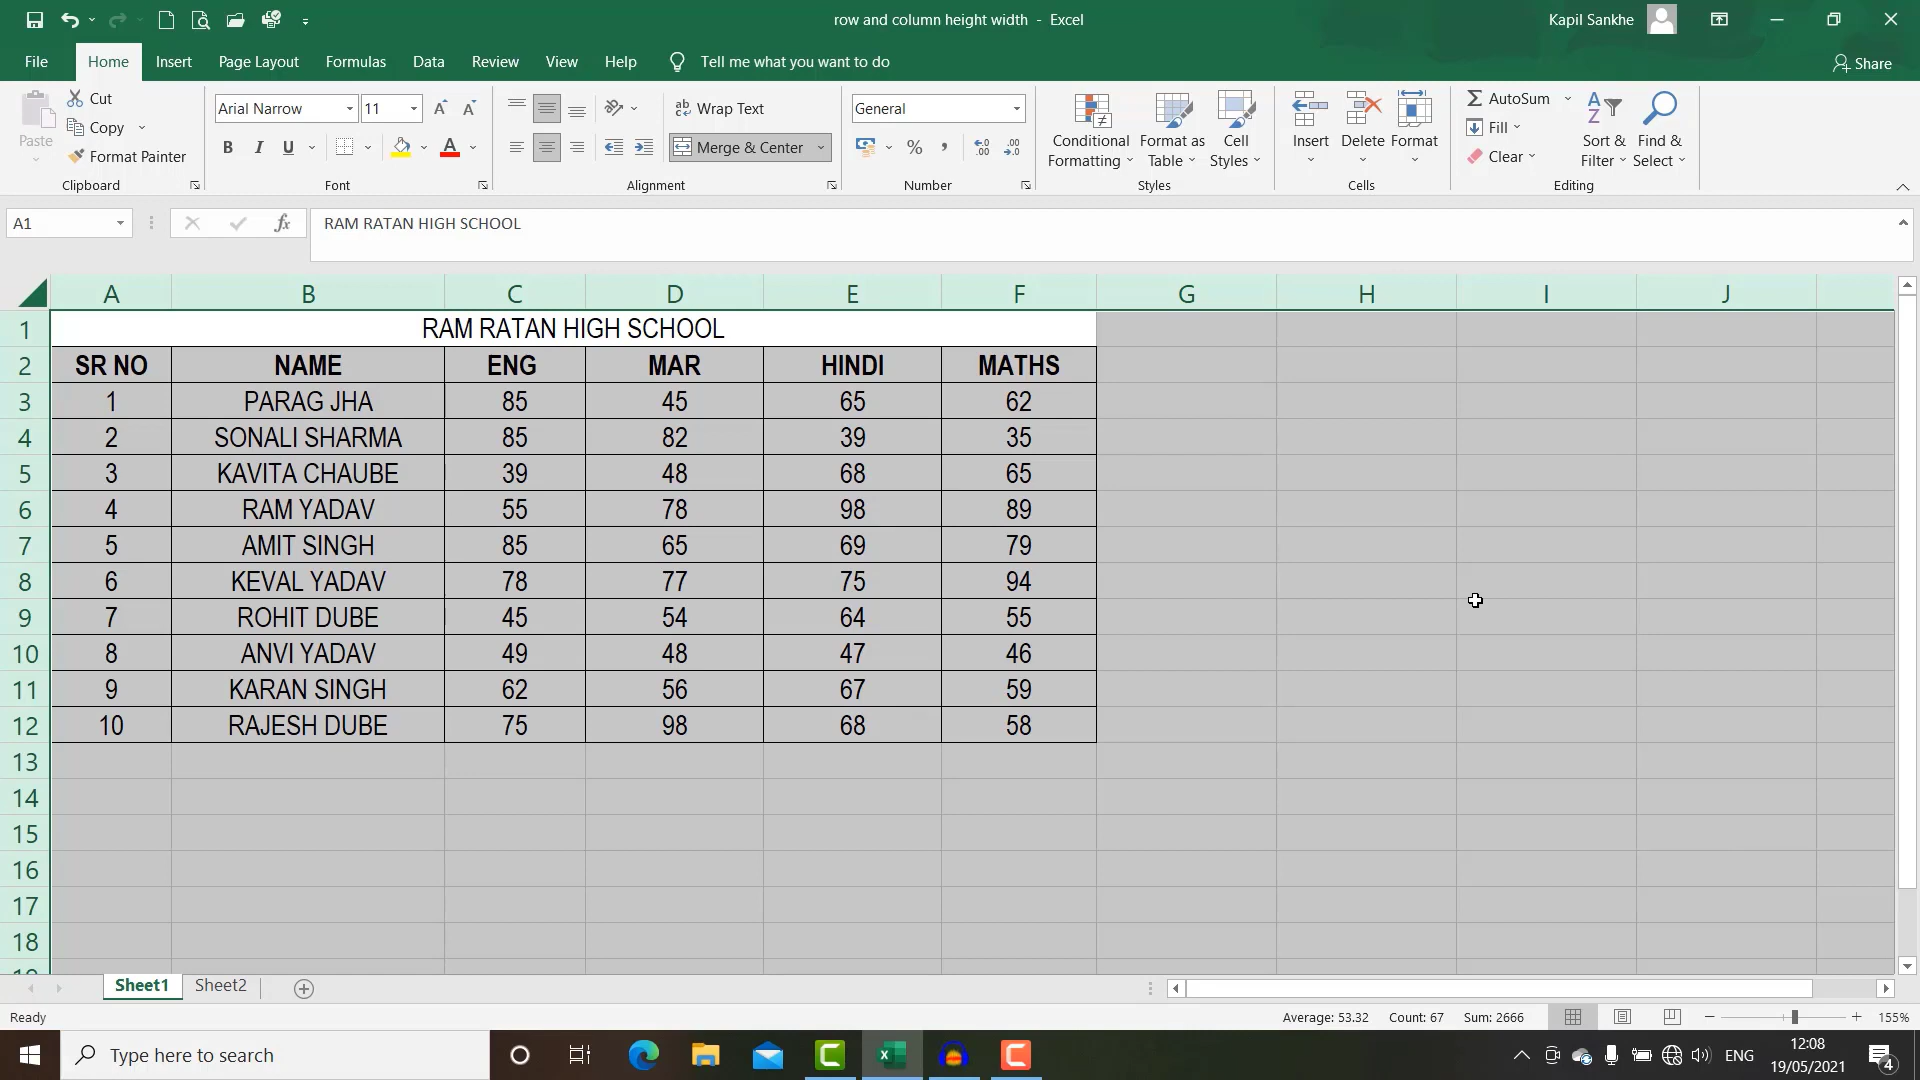 row and column height width - Excel
Kapil Sankhe
File Home Insert Page Layout Formulas Data Review View Help Tell me what you want to do Share
Paste
Cut
Copy
Format Painter
Clipboard
Arial Narrow 11
B I U
Font
Wrap Text
Merge & Center
Alignment
General
Number
Conditional Formatting
Format as Table
Cell Styles
Styles
Insert Delete Format
Cells
AutoSum
Fill
Clear
Sort & Filter
Find & Select
Editing
A1 fx RAM RATAN HIGH SCHOOL
A B C D E F G H I J
1 RAM RATAN HIGH SCHOOL
2 SR NO NAME ENG MAR HINDI MATHS
3 1 PARAG JHA 85 45 65 62
4 2 SONALI SHARMA 85 82 39 35
5 3 KAVITA CHAUBE 39 48 68 65
6 4 RAM YADAV 55 78 98 89
7 5 AMIT SINGH 85 65 69 79
8 6 KEVAL YADAV 78 77 75 94
9 7 ROHIT DUBE 45 54 64 55
10 8 ANVI YADAV 49 48 47 46
11 9 KARAN SINGH 62 56 67 59
12 10 RAJESH DUBE 75 98 68 58
13
14
15
16
17
18
Sheet1 Sheet2
Ready Average: 53.32 Count: 67 Sum: 2666 155%
Type here to search
ENG
12:08
19/05/2021
4